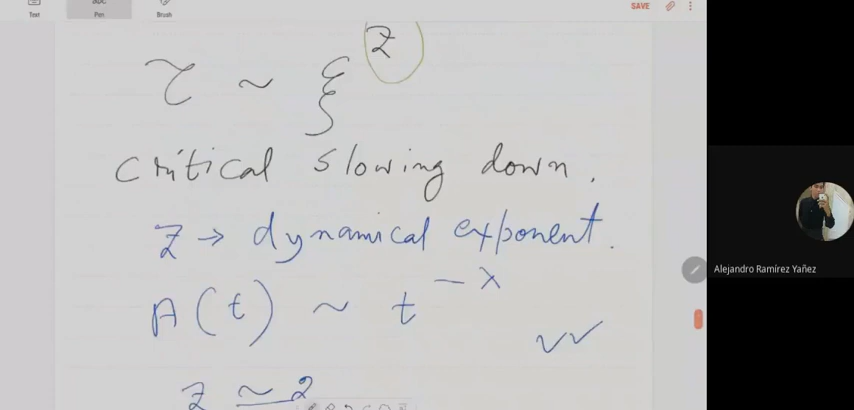 Text
Pen
Brush
SAVE
τ ~ ξ^z
critical slowing down.
z → dynamical exponent.
A(t) ~ t^-λ
z ~ 2
Alejandro Ramírez Yañez